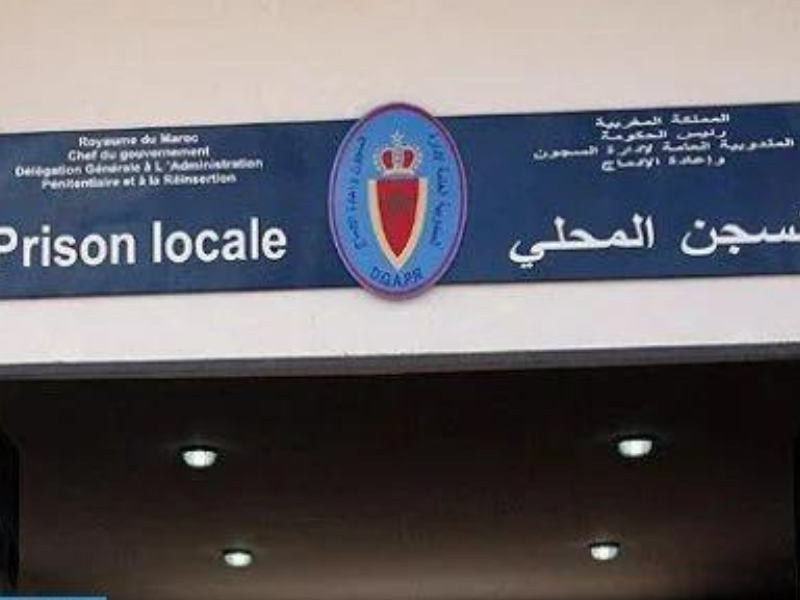 Royaume du Maroc
Chef du gouvernement
Délégation Générale à L'Administration
Pénitentiaire et à la Réinsertion
Prison locale
DGAPR
المملكة المغربية
رئيس الحكومة
المندوبية العامة لإدارة السجون
وإعادة الإدماج
السجن المحلي